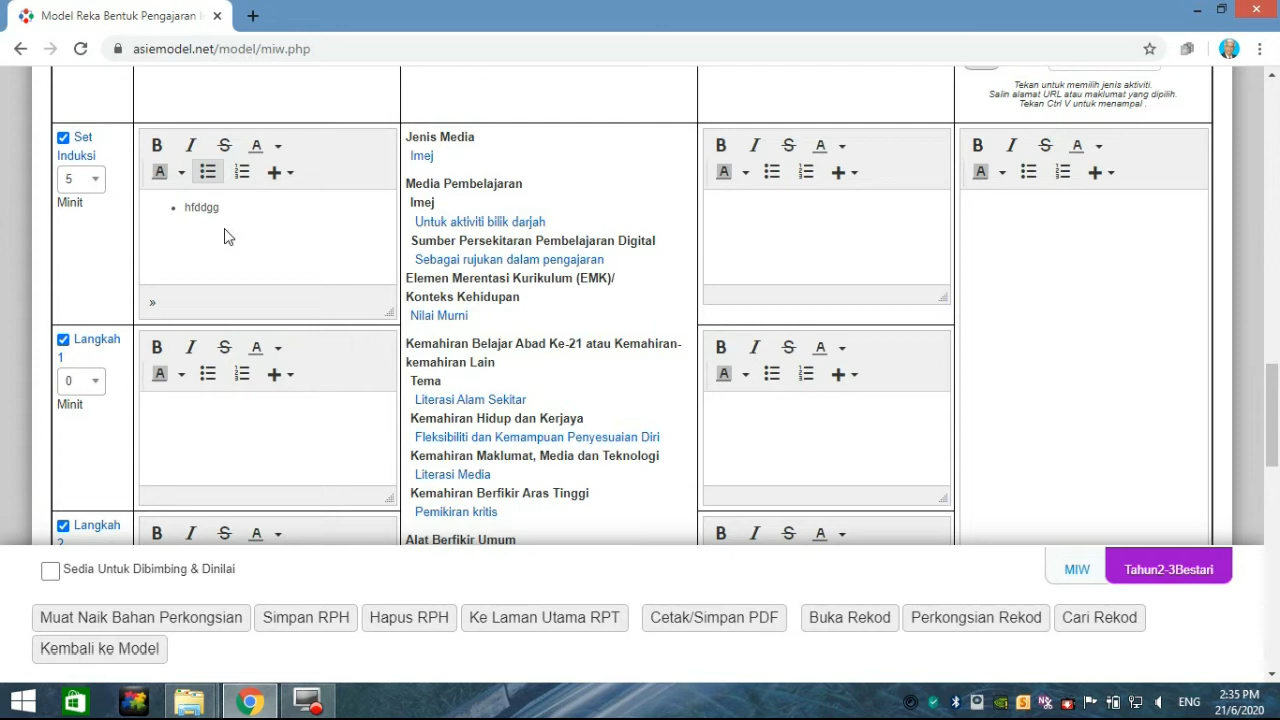 Model Reka Bentuk Pengajaran
asiemodel.net/model/miw.php
Tekan untuk memilih jenis aktiviti.
Salin alamat URL atau maklumat yang dipilih.
Tekan Ctrl V untuk menampal .
Set
Induksi
5
Minit
B I S A
A
hfddgg
»
Jenis Media
Imej
Media Pembelajaran
Imej
Untuk aktiviti bilik darjah
Sumber Persekitaran Pembelajaran Digital
Sebagai rujukan dalam pengajaran
Elemen Merentasi Kurikulum (EMK)/
Konteks Kehidupan
Nilai Murni
Kemahiran Belajar Abad Ke-21 atau Kemahiran-
kemahiran Lain
Tema
Literasi Alam Sekitar
Kemahiran Hidup dan Kerjaya
Fleksibiliti dan Kemampuan Penyesuaian Diri
Kemahiran Maklumat, Media dan Teknologi
Literasi Media
Kemahiran Berfikir Aras Tinggi
Pemikiran kritis
Alat Berfikir Umum
B I S A
A
B I S A
A
Langkah
1
0
Minit
B I S A
A
B I S A
A
Langkah
2
B I S A
B I S A
Sedia Untuk Dibimbing & Dinilai
MIW
Tahun2-3Bestari
Muat Naik Bahan Perkongsian
Simpan RPH
Hapus RPH
Ke Laman Utama RPT
Cetak/Simpan PDF
Buka Rekod
Perkongsian Rekod
Cari Rekod
Kembali ke Model
ENG
2:35 PM
21/6/2020